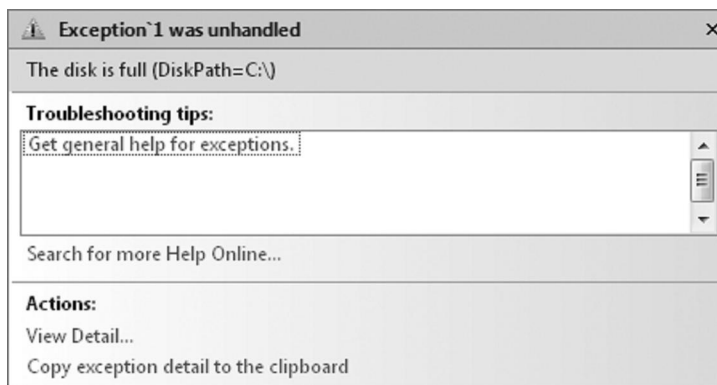 Exception`1 was unhandled
The disk is full (DiskPath=C:\)
Troubleshooting tips:
Get general help for exceptions.
Search for more Help Online...
Actions:
View Detail...
Copy exception detail to the clipboard